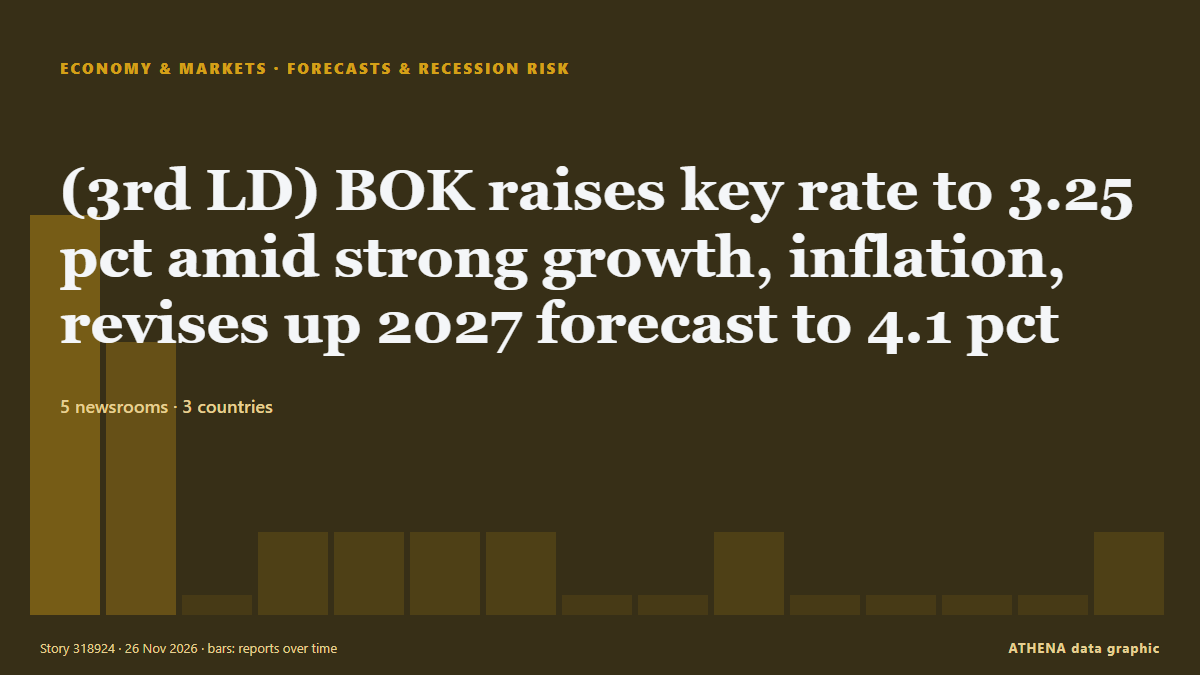 ECONOMY & MARKETS · FORECASTS & RECESSION RISK
(3rd LD) BOK raises key rate to 3.25
pct amid strong growth, inflation,
revises up 2027 forecast to 4.1 pct
5 newsrooms · 3 countries
Story 318924 · 26 Nov 2026 · bars: reports over time
ATHENA data graphic